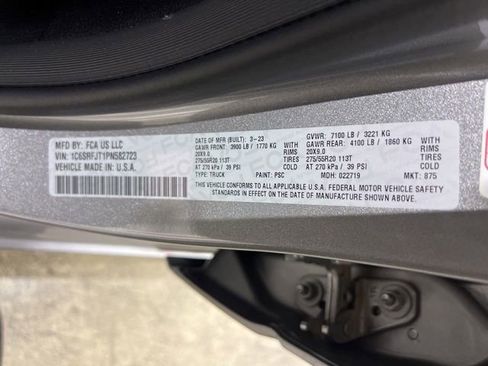 MFD BY: FCA US LLC
VIN: 1C6SRFJT1PN582723
VEHICLE MADE IN U.S.A.
DATE OF MFR (BUILT): 3-23
GAWR FRONT: 3900 LB / 1770 KG WITH
20X9.0 RIMS
275/55R20 113T TIRES
AT 270 kPa / 39 PSI
TYPE: TRUCK PAINT: PSC
GVWR: 7100 LB / 3221 KG
GAWR REAR: 4100 LB / 1860 KG WITH
20X9.0 RIMS
275/55R20 113T TIRES
AT 270 kPa / 39 PSI
MDH: 022719 MKT: 875
THIS VEHICLE CONFORMS TO ALL APPLICABLE U.S.A. FEDERAL MOTOR VEHICLE SAFETY
STANDARDS IN EFFECT ON THE DATE OF MANUFACTURE SHOWN ABOVE.